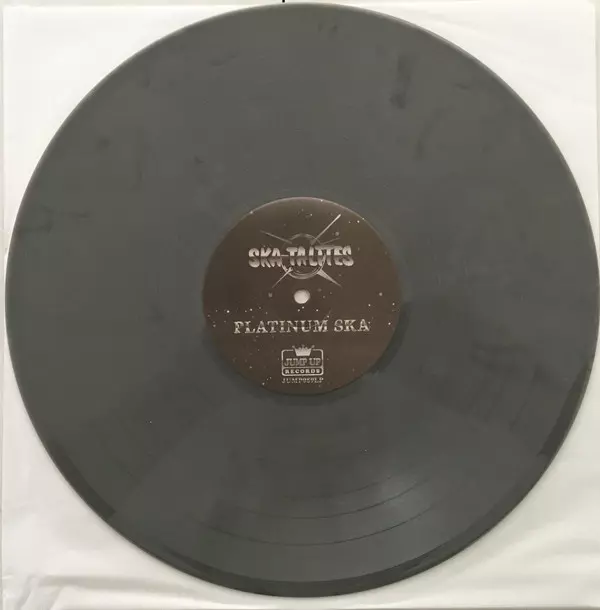 SKA-TALITES
PLATINUM SKA
JUMP UP
RECORDS